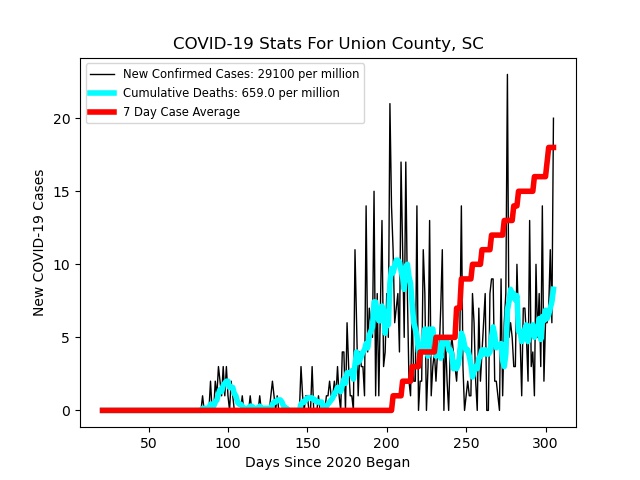 COVID-19 Stats For Union County, SC
New Confirmed Cases: 29100 per million
Cumulative Deaths: 659.0 per million
7 Day Case Average
New COVID-19 Cases
20
15
10
5
0
50 100 150 200 250 300
Days Since 2020 Began